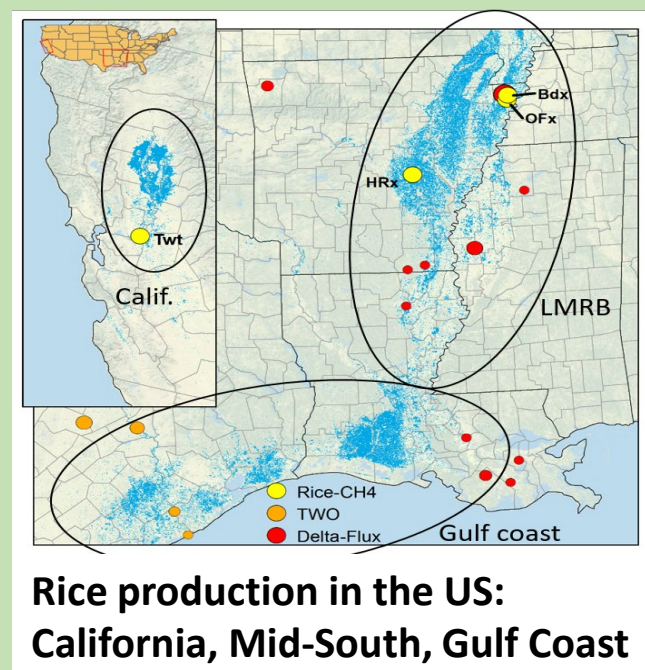 Bdx
OFx
HRx
Twt
Calif.
LMRB
Rice-CH4
TWO
Delta-Flux
Gulf coast
Rice production in the US:
California, Mid-South, Gulf Coast